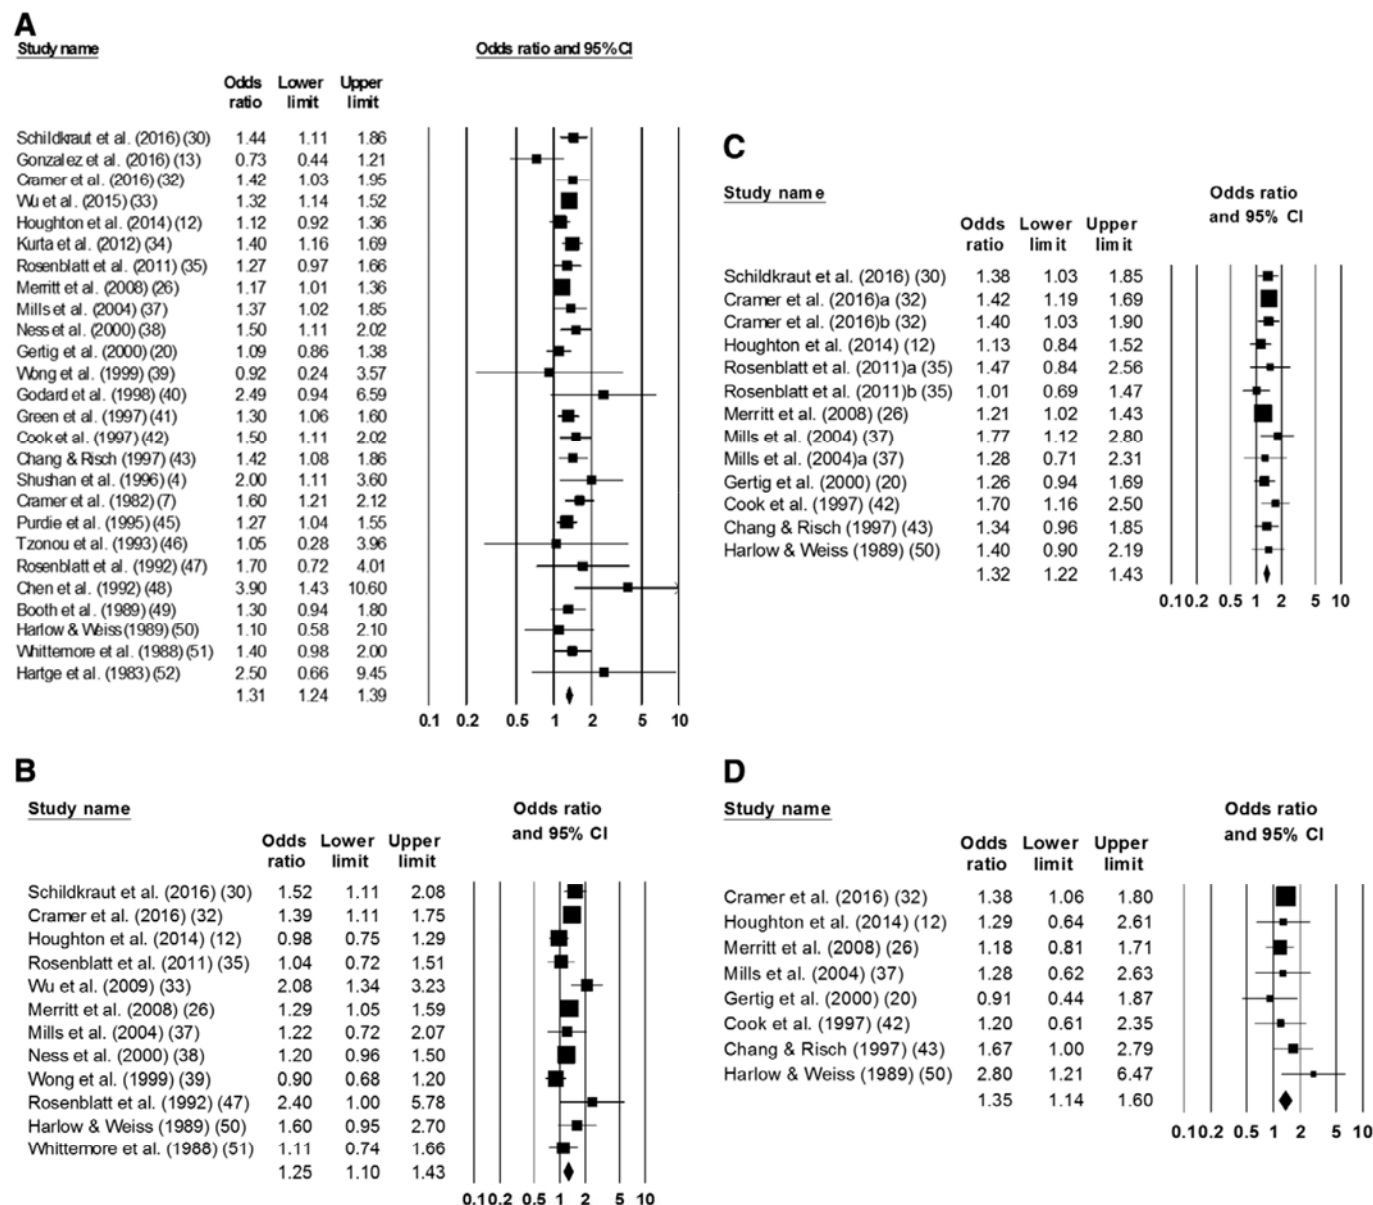 A
Study name Odds ratio and 95%CI
Odds Lower Upper
ratio limit limit
Schildkraut et al. (2016) (30) 1.44 1.11 1.86
Gonzalez et al. (2016) (13) 0.73 0.44 1.21
Cramer et al. (2016) (32) 1.42 1.03 1.95
Wu et al. (2015) (33) 1.32 1.14 1.52
Houghton et al. (2014) (12) 1.12 0.92 1.36
Kurta et al. (2012) (34) 1.40 1.16 1.69
Rosenblatt et al. (2011) (35) 1.27 0.97 1.66
Merritt et al. (2008) (26) 1.17 1.01 1.36
Mills et al. (2004) (37) 1.37 1.02 1.85
Ness et al. (2000) (38) 1.50 1.11 2.02
Gertig et al. (2000) (20) 1.09 0.86 1.38
Wong et al. (1999) (39) 0.92 0.24 3.57
Godard et al. (1998) (40) 2.49 0.94 6.59
Green et al. (1997) (41) 1.30 1.06 1.60
Cook et al. (1997) (42) 1.50 1.11 2.02
Chang & Risch (1997) (43) 1.42 1.08 1.86
Shushan et al. (1996) (4) 2.00 1.11 3.60
Cramer et al. (1982) (7) 1.60 1.21 2.12
Purdie et al. (1995) (45) 1.27 1.04 1.55
Tzonou et al. (1993) (46) 1.05 0.28 3.96
Rosenblatt et al. (1992) (47) 1.70 0.72 4.01
Chen et al. (1992) (48) 3.90 1.43 10.60
Booth et al. (1989) (49) 1.30 0.94 1.80
Harlow & Weiss (1989) (50) 1.10 0.58 2.10
Whittemore et al. (1988) (51) 1.40 0.98 2.00
Hartge et al. (1983) (52) 2.50 0.66 9.45
1.31 1.24 1.39
0.1 0.2 0.5 1 2 5 10
B
Study name Odds ratio
and 95% CI
Odds Lower Upper
ratio limit limit
Schildkraut et al. (2016) (30) 1.52 1.11 2.08
Cramer et al. (2016) (32) 1.39 1.11 1.75
Houghton et al. (2014) (12) 0.98 0.75 1.29
Rosenblatt et al. (2011) (35) 1.04 0.72 1.51
Wu et al. (2009) (33) 2.08 1.34 3.23
Merritt et al. (2008) (26) 1.29 1.05 1.59
Mills et al. (2004) (37) 1.22 0.72 2.07
Ness et al. (2000) (38) 1.20 0.96 1.50
Wong et al. (1999) (39) 0.90 0.68 1.20
Rosenblatt et al. (1992) (47) 2.40 1.00 5.78
Harlow & Weiss (1989) (50) 1.60 0.95 2.70
Whittemore et al. (1988) (51) 1.11 0.74 1.66
1.25 1.10 1.43
0.1 0.2 0.5 1 2 5 10
C
Study name Odds ratio
and 95% CI
Odds Lower Upper
ratio limit limit
Schildkraut et al. (2016) (30) 1.38 1.03 1.85
Cramer et al. (2016)a (32) 1.42 1.19 1.69
Cramer et al. (2016)b (32) 1.40 1.03 1.90
Houghton et al. (2014) (12) 1.13 0.84 1.52
Rosenblatt et al. (2011)a (35) 1.47 0.84 2.56
Rosenblatt et al. (2011)b (35) 1.01 0.69 1.47
Merritt et al. (2008) (26) 1.21 1.02 1.43
Mills et al. (2004) (37) 1.77 1.12 2.80
Mills et al. (2004)a (37) 1.28 0.71 2.31
Gertig et al. (2000) (20) 1.26 0.94 1.69
Cook et al. (1997) (42) 1.70 1.16 2.50
Chang & Risch (1997) (43) 1.34 0.96 1.85
Harlow & Weiss (1989) (50) 1.40 0.90 2.19
1.32 1.22 1.43
0.1 0.2 0.5 1 2 5 10
D
Study name Odds ratio
and 95% CI
Odds Lower Upper
ratio limit limit
Cramer et al. (2016) (32) 1.38 1.06 1.80
Houghton et al. (2014) (12) 1.29 0.64 2.61
Merritt et al. (2008) (26) 1.18 0.81 1.71
Mills et al. (2004) (37) 1.28 0.62 2.63
Gertig et al. (2000) (20) 0.91 0.44 1.87
Cook et al. (1997) (42) 1.20 0.61 2.35
Chang & Risch (1997) (43) 1.67 1.00 2.79
Harlow & Weiss (1989) (50) 2.80 1.21 6.47
1.35 1.14 1.60
0.1 0.2 0.5 1 2 5 10